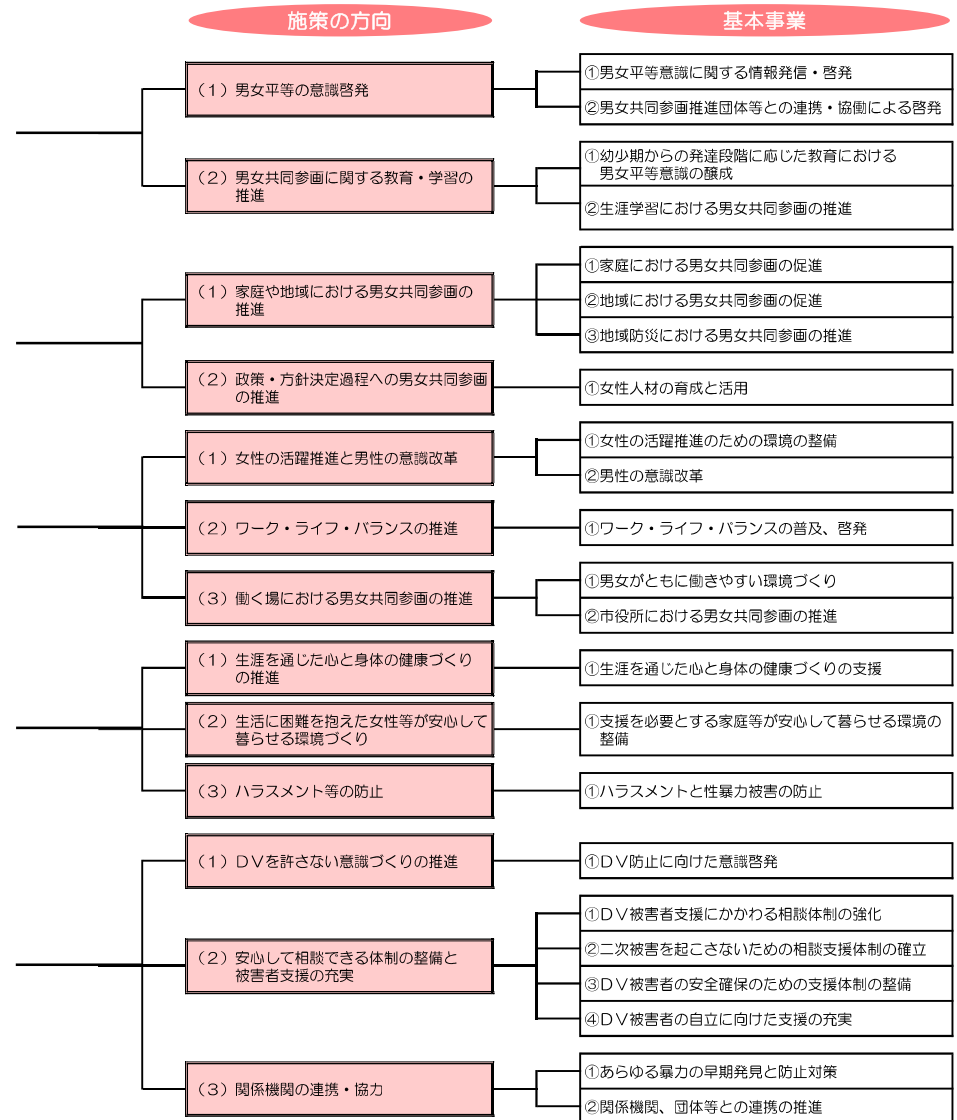 施策の方向
基本事業
（１）男女平等の意識啓発
①男女平等意識に関する情報発信・啓発
②男女共同参画推進団体等との連携・協働による啓発
（２）男女共同参画に関する教育・学習の
推進
①幼少期からの発達段階に応じた教育における
男女平等意識の醸成
②生涯学習における男女共同参画の推進
（１）家庭や地域における男女共同参画の
推進
①家庭における男女共同参画の促進
②地域における男女共同参画の促進
③地域防災における男女共同参画の推進
（２）政策・方針決定過程への男女共同参画
の推進
①女性人材の育成と活用
（１）女性の活躍推進と男性の意識改革
①女性の活躍推進のための環境の整備
②男性の意識改革
（２）ワーク・ライフ・バランスの推進
①ワーク・ライフ・バランスの普及、啓発
（３）働く場における男女共同参画の推進
①男女がともに働きやすい環境づくり
②市役所における男女共同参画の推進
（１）生涯を通じた心と身体の健康づくり
の推進
①生涯を通じた心と身体の健康づくりの支援
（２）生活に困難を抱えた女性等が安心して
暮らせる環境づくり
①支援を必要とする家庭等が安心して暮らせる環境の
整備
（３）ハラスメント等の防止
①ハラスメントと性暴力被害の防止
（１）ＤＶを許さない意識づくりの推進
①ＤＶ防止に向けた意識啓発
（２）安心して相談できる体制の整備と
被害者支援の充実
①ＤＶ被害者支援にかかわる相談体制の強化
②二次被害を起こさないための相談支援体制の確立
③ＤＶ被害者の安全確保のための支援体制の整備
④ＤＶ被害者の自立に向けた支援の充実
（３）関係機関の連携・協力
①あらゆる暴力の早期発見と防止対策
②関係機関、団体等との連携の推進